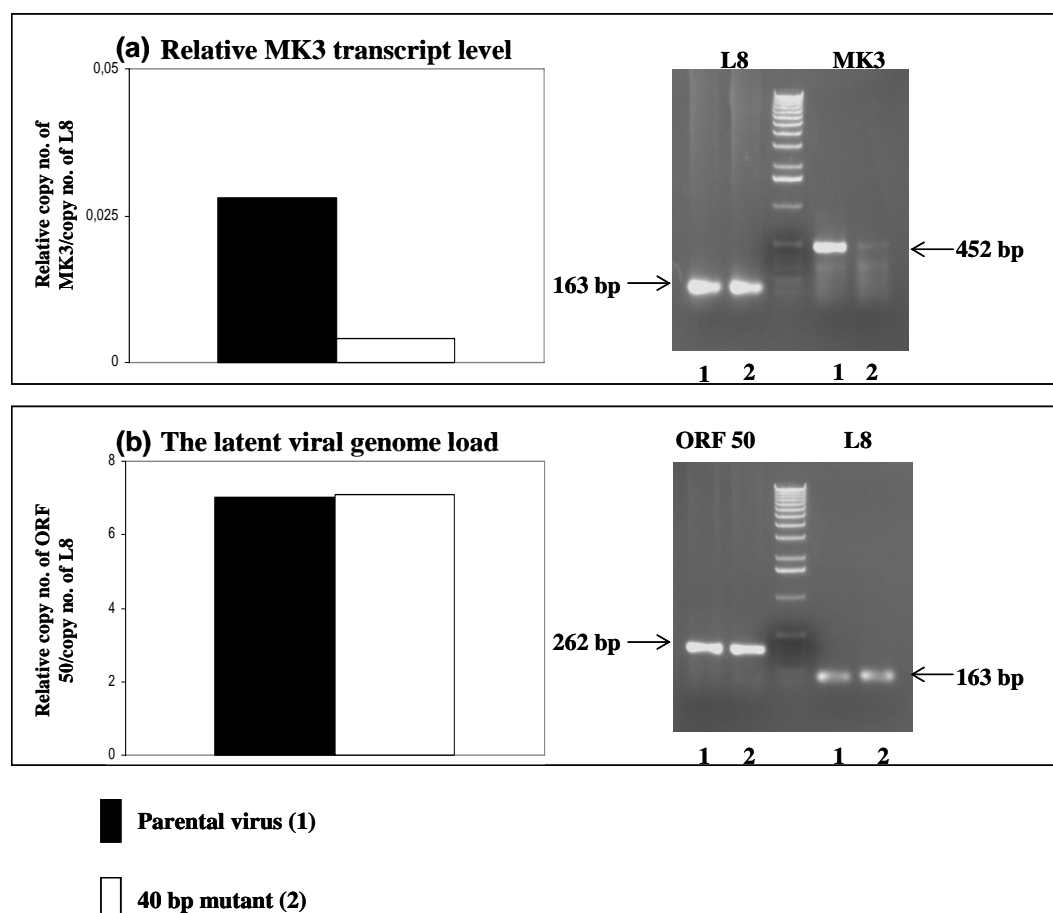 (a) Relative MK3 transcript level
Relative copy no. of
MK3/copy no. of L8
0,05
0,025
0
L8 MK3
163 bp
452 bp
1 2 1 2
(b) The latent viral genome load
Relative copy no. of ORF
50/copy no. of L8
8
6
4
2
0
ORF 50 L8
262 bp
163 bp
1 2 1 2
Parental virus (1)
40 bp mutant (2)